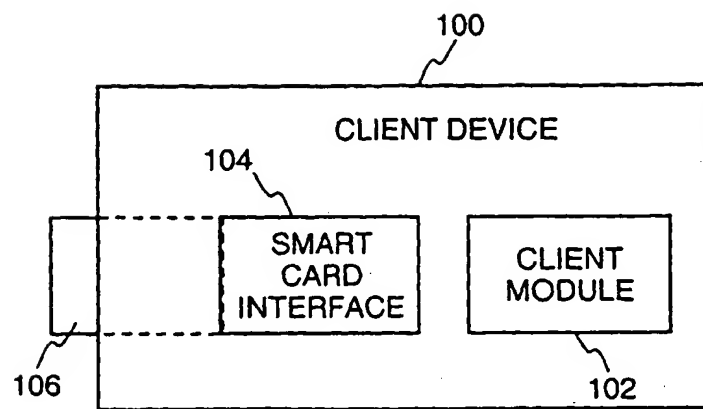 100
CLIENT DEVICE
104
SMART
CARD
INTERFACE
CLIENT
MODULE
106
102